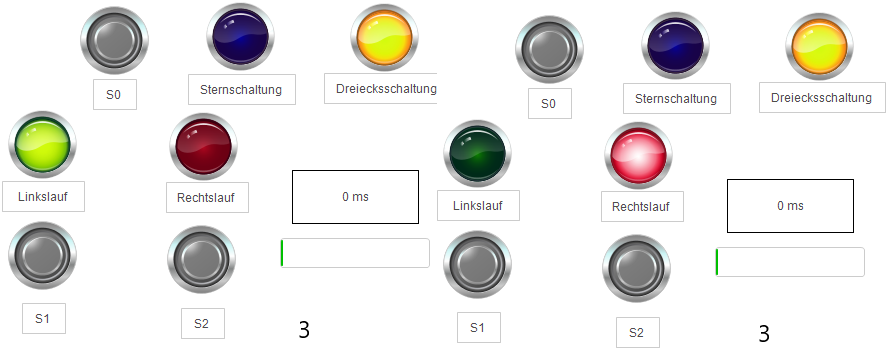 S0
Sternschaltung
Dreiecksschaltung
Linkslauf
Rechtslauf
0 ms
S1
S2
3
S0
Sternschaltung
Dreiecksschaltung
Linkslauf
Rechtslauf
0 ms
S1
S2
3